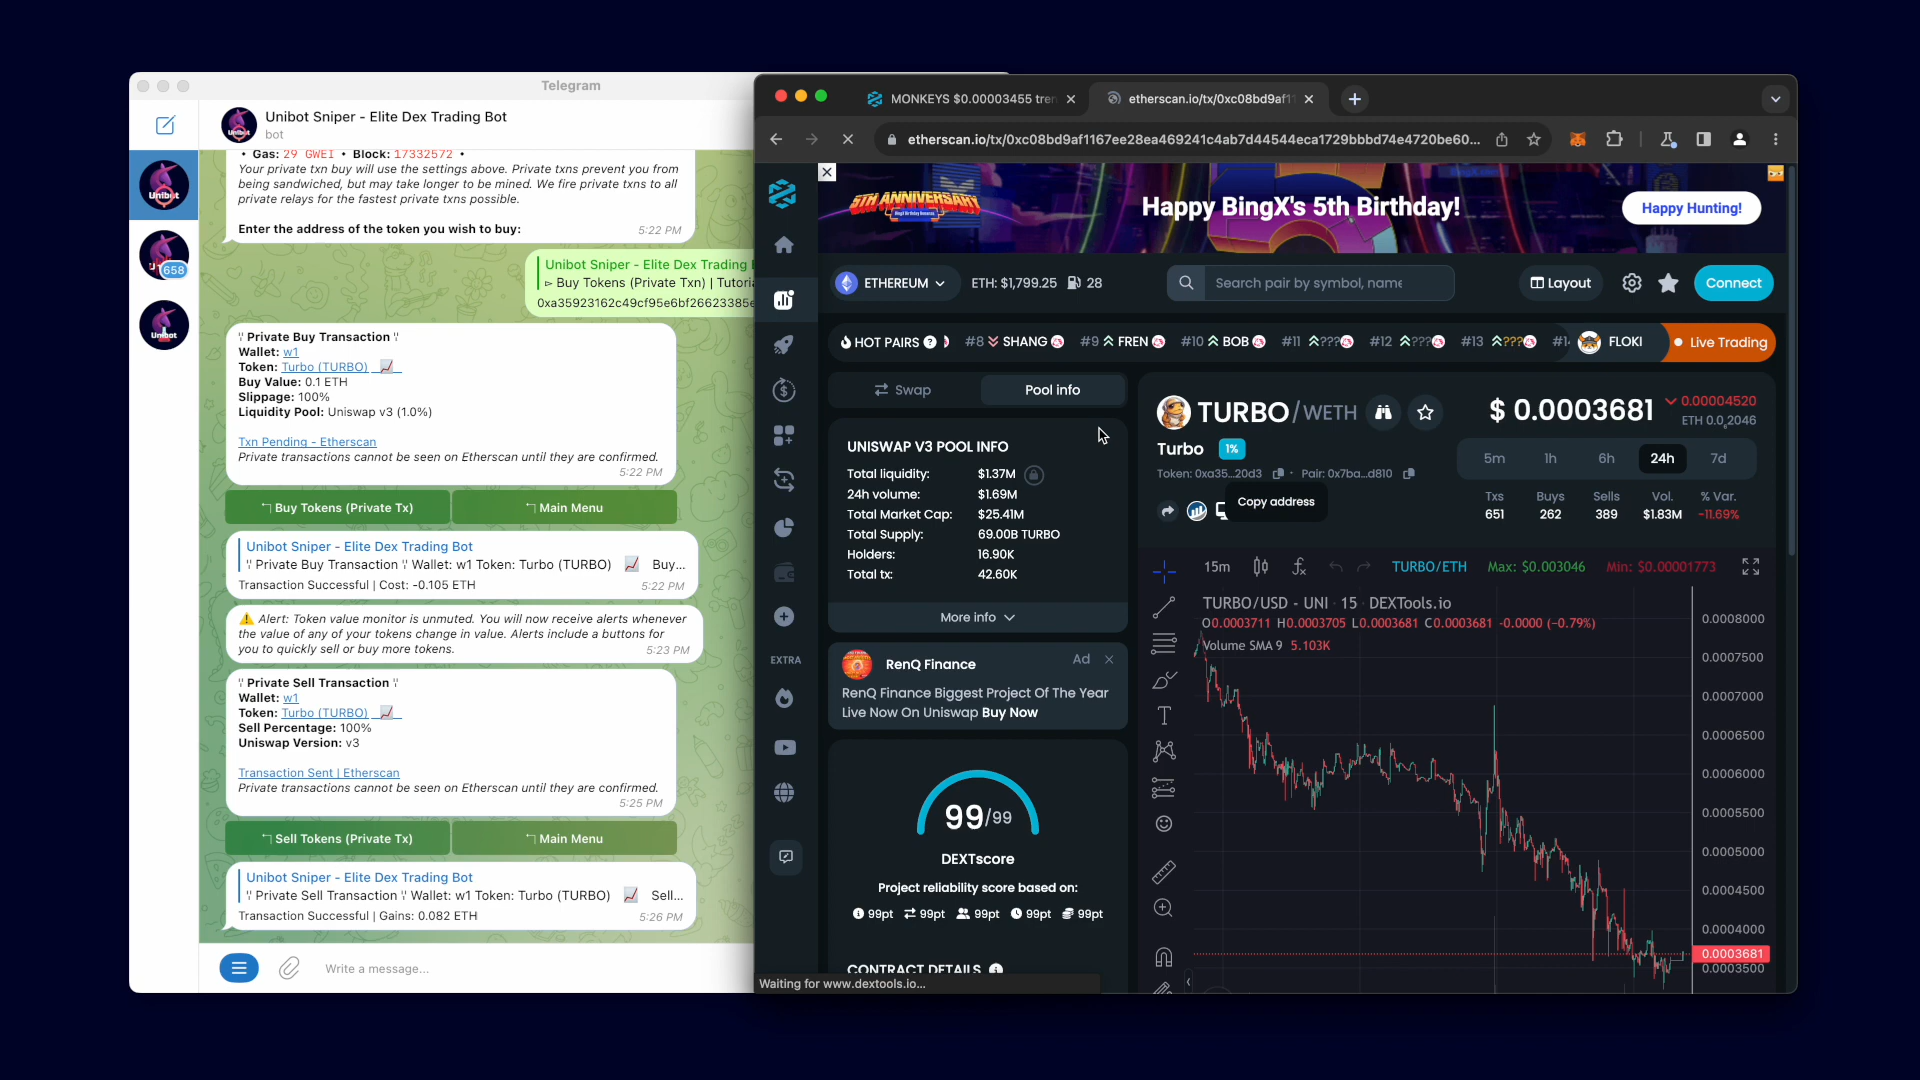 Telegram
Unibot Sniper - Elite Dex Trading Bot
bot
• Gas: 29 GWEI • Block: 17332572 •
Your private txn buy will use the settings above. Private txns prevent you from
being sandwiched, but may take longer to be mined. We fire private txns to all
private relays for the fastest private txns possible.
Enter the address of the token you wish to buy:
5:22 PM
Unibot
658
Unibot
Unibot Sniper - Elite Dex Trading
⊳ Buy Tokens (Private Txn) | Tutoria
0xa35923162c49cf95e6bf26623385e
Private Buy Transaction
Wallet: w1
Token: Turbo (TURBO)
Buy Value: 0.1 ETH
Slippage: 100%
Liquidity Pool: Uniswap v3 (1.0%)
Txn Pending - Etherscan
Private transactions cannot be seen on Etherscan until they are confirmed.
5:22 PM
Buy Tokens (Private Tx)
Main Menu
Unibot Sniper - Elite Dex Trading Bot
Private Buy Transaction Wallet: w1 Token: Turbo (TURBO) Buy...
Transaction Successful | Cost: -0.105 ETH
5:22 PM
Alert: Token value monitor is unmuted. You will now receive alerts whenever
the value of any of your tokens change in value. Alerts include a buttons for
you to quickly sell or buy more tokens.
5:23 PM
Private Sell Transaction
Wallet: w1
Token: Turbo (TURBO)
Sell Percentage: 100%
Uniswap Version: v3
Transaction Sent | Etherscan
Private transactions cannot be seen on Etherscan until they are confirmed.
5:25 PM
Sell Tokens (Private Tx)
Main Menu
Unibot Sniper - Elite Dex Trading Bot
Private Sell Transaction Wallet: w1 Token: Turbo (TURBO) Sell...
Transaction Successful | Gains: 0.082 ETH
5:26 PM
Write a message...
MONKEYS $0.00003455 tren
etherscan.io/tx/0xc08bd9af1
etherscan.io/tx/0xc08bd9af1167ee28ea469241c4ab7d44544eca1729bbbd74e4720be60...
5TH ANNIVERSARY
Happy BingX's 5th Birthday!
Happy Hunting!
ETHEREUM
ETH: $1,799.25
28
Search pair by symbol, name
Layout
Connect
HOT PAIRS
#8 SHANG
#9 FREN
#10 BOB
#11 ???
#12 ???
#13 ???
FLOKI
Live Trading
Swap
Pool info
UNISWAP V3 POOL INFO
Total liquidity: $1.37M
24h volume: $1.69M
Total Market Cap: $25.41M
Total Supply: 69.00B TURBO
Holders: 16.90K
Total tx: 42.60K
More info
RenQ Finance
Ad
RenQ Finance Biggest Project Of The Year
Live Now On Uniswap Buy Now
99/99
DEXTscore
Project reliability score based on:
99pt 99pt 99pt 99pt 99pt
CONTRACT DETAILS
EXTRA
Waiting for www.dextools.io...
TURBO/WETH
$ 0.0003681
0.00004520
ETH 0.0₆2046
Turbo
1%
Token: 0xa35...20d3
Pair: 0x7ba...d810
Copy address
5m 1h 6h 24h 7d
Txs Buys Sells Vol. % Var.
651 262 389 $1.83M -11.69%
15m
TURBO/ETH
Max: $0.003046
Min: $0.00001773
TURBO/USD - UNI · 15 · DEXTools.io
O0.0003711 H0.0003705 L0.0003681 C0.0003681 -0.0000 (-0.79%)
Volume SMA 9 5.103K
0.0008000
0.0007500
0.0007000
0.0006500
0.0006000
0.0005500
0.0005000
0.0004500
0.0004000
0.0003681
0.0003500